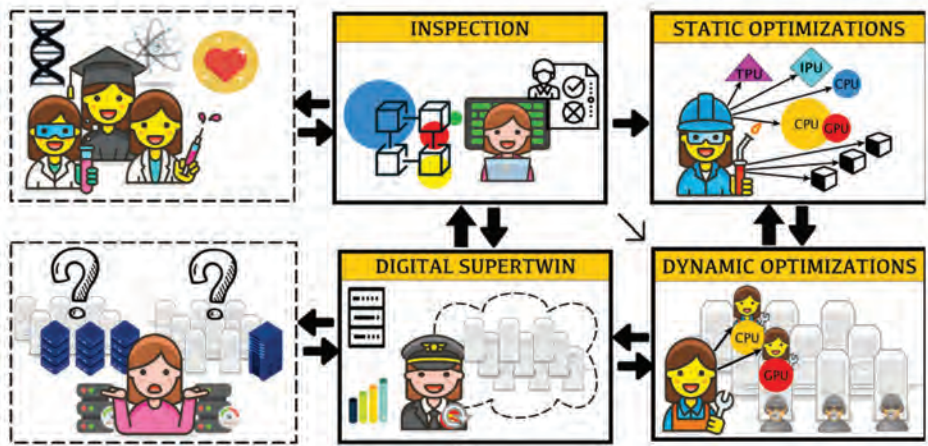 INSPECTION
STATIC OPTIMIZATIONS
TPU
IPU
CPU
CPU
GPU
? ?
DIGITAL SUPERTWIN
DYNAMIC OPTIMIZATIONS
CPU
GPU